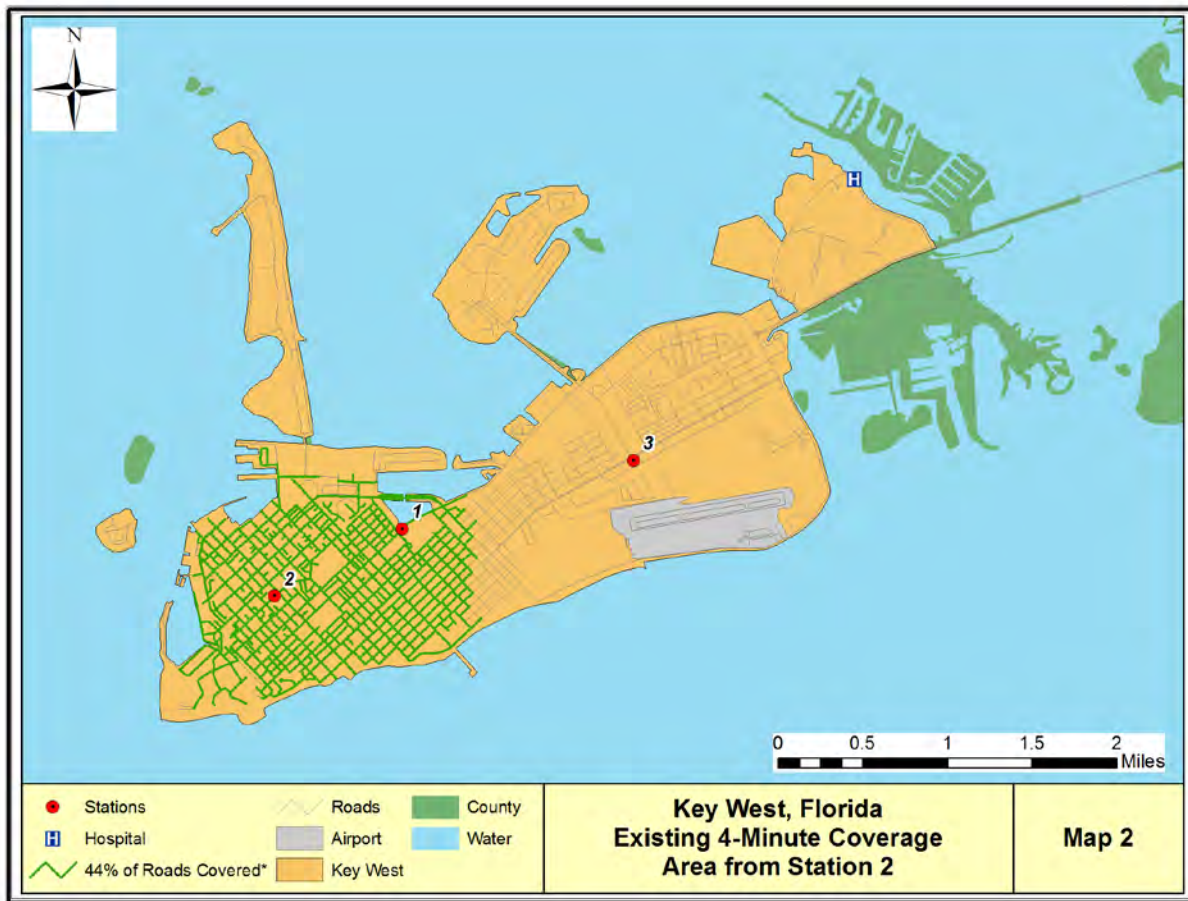 N
H
3
1
2
0 0.5 1 1.5 2
Miles
Stations
Hospital
44% of Roads Covered*
Roads
Airport
Key West
County
Water
Key West, Florida
Existing 4-Minute Coverage
Area from Station 2
Map 2
H